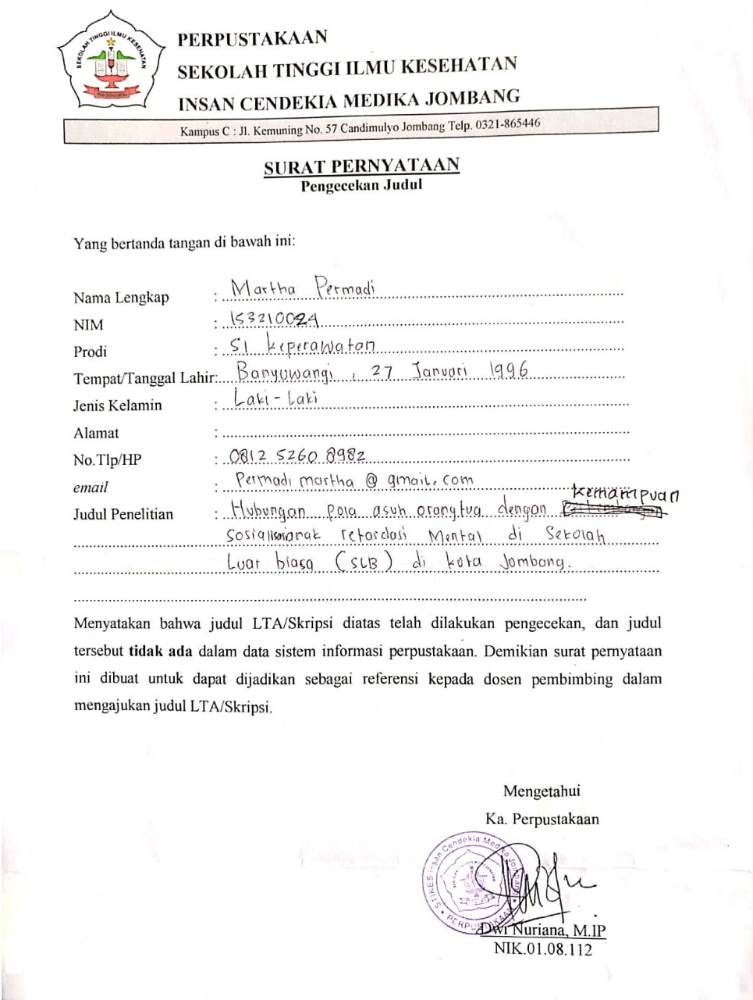 SEKOLAH TINGGI ILMU KESEHATAN
PERPUSTAKAAN
SEKOLAH TINGGI ILMU KESEHATAN
INSAN CENDEKIA MEDIKA JOMBANG
Kampus C : Jl. Kemuning No. 57 Candimulyo Jombang Telp. 0321-865446
SURAT PERNYATAAN
Pengecekan Judul
Yang bertanda tangan di bawah ini:
Nama Lengkap : Martha Permadi
NIM : 153210024
Prodi : S1 keperawatan
Tempat/Tanggal Lahir: Banyuwangi, 27 Januari 1996
Jenis Kelamin : Laki-Laki
Alamat :
No.Tlp/HP : 0812 5260 8982
email : Permadi martha @ gmail.com
Judul Penelitian : Hubungan pola asuh orangtua dengan kemampuan
Sosialisasi anak retardasi Mental di Sekolah
Luar biasa (SLB) di kota Jombang.
Menyatakan bahwa judul LTA/Skripsi diatas telah dilakukan pengecekan, dan judul
tersebut tidak ada dalam data sistem informasi perpustakaan. Demikian surat pernyataan
ini dibuat untuk dapat dijadikan sebagai referensi kepada dosen pembimbing dalam
mengajukan judul LTA/Skripsi.
Mengetahui
Ka. Perpustakaan
STIKES Insan Cendekia Medika Jombang
PERPUSTAKAAN
Dwi Nuriana, M.IP
NIK.01.08.112